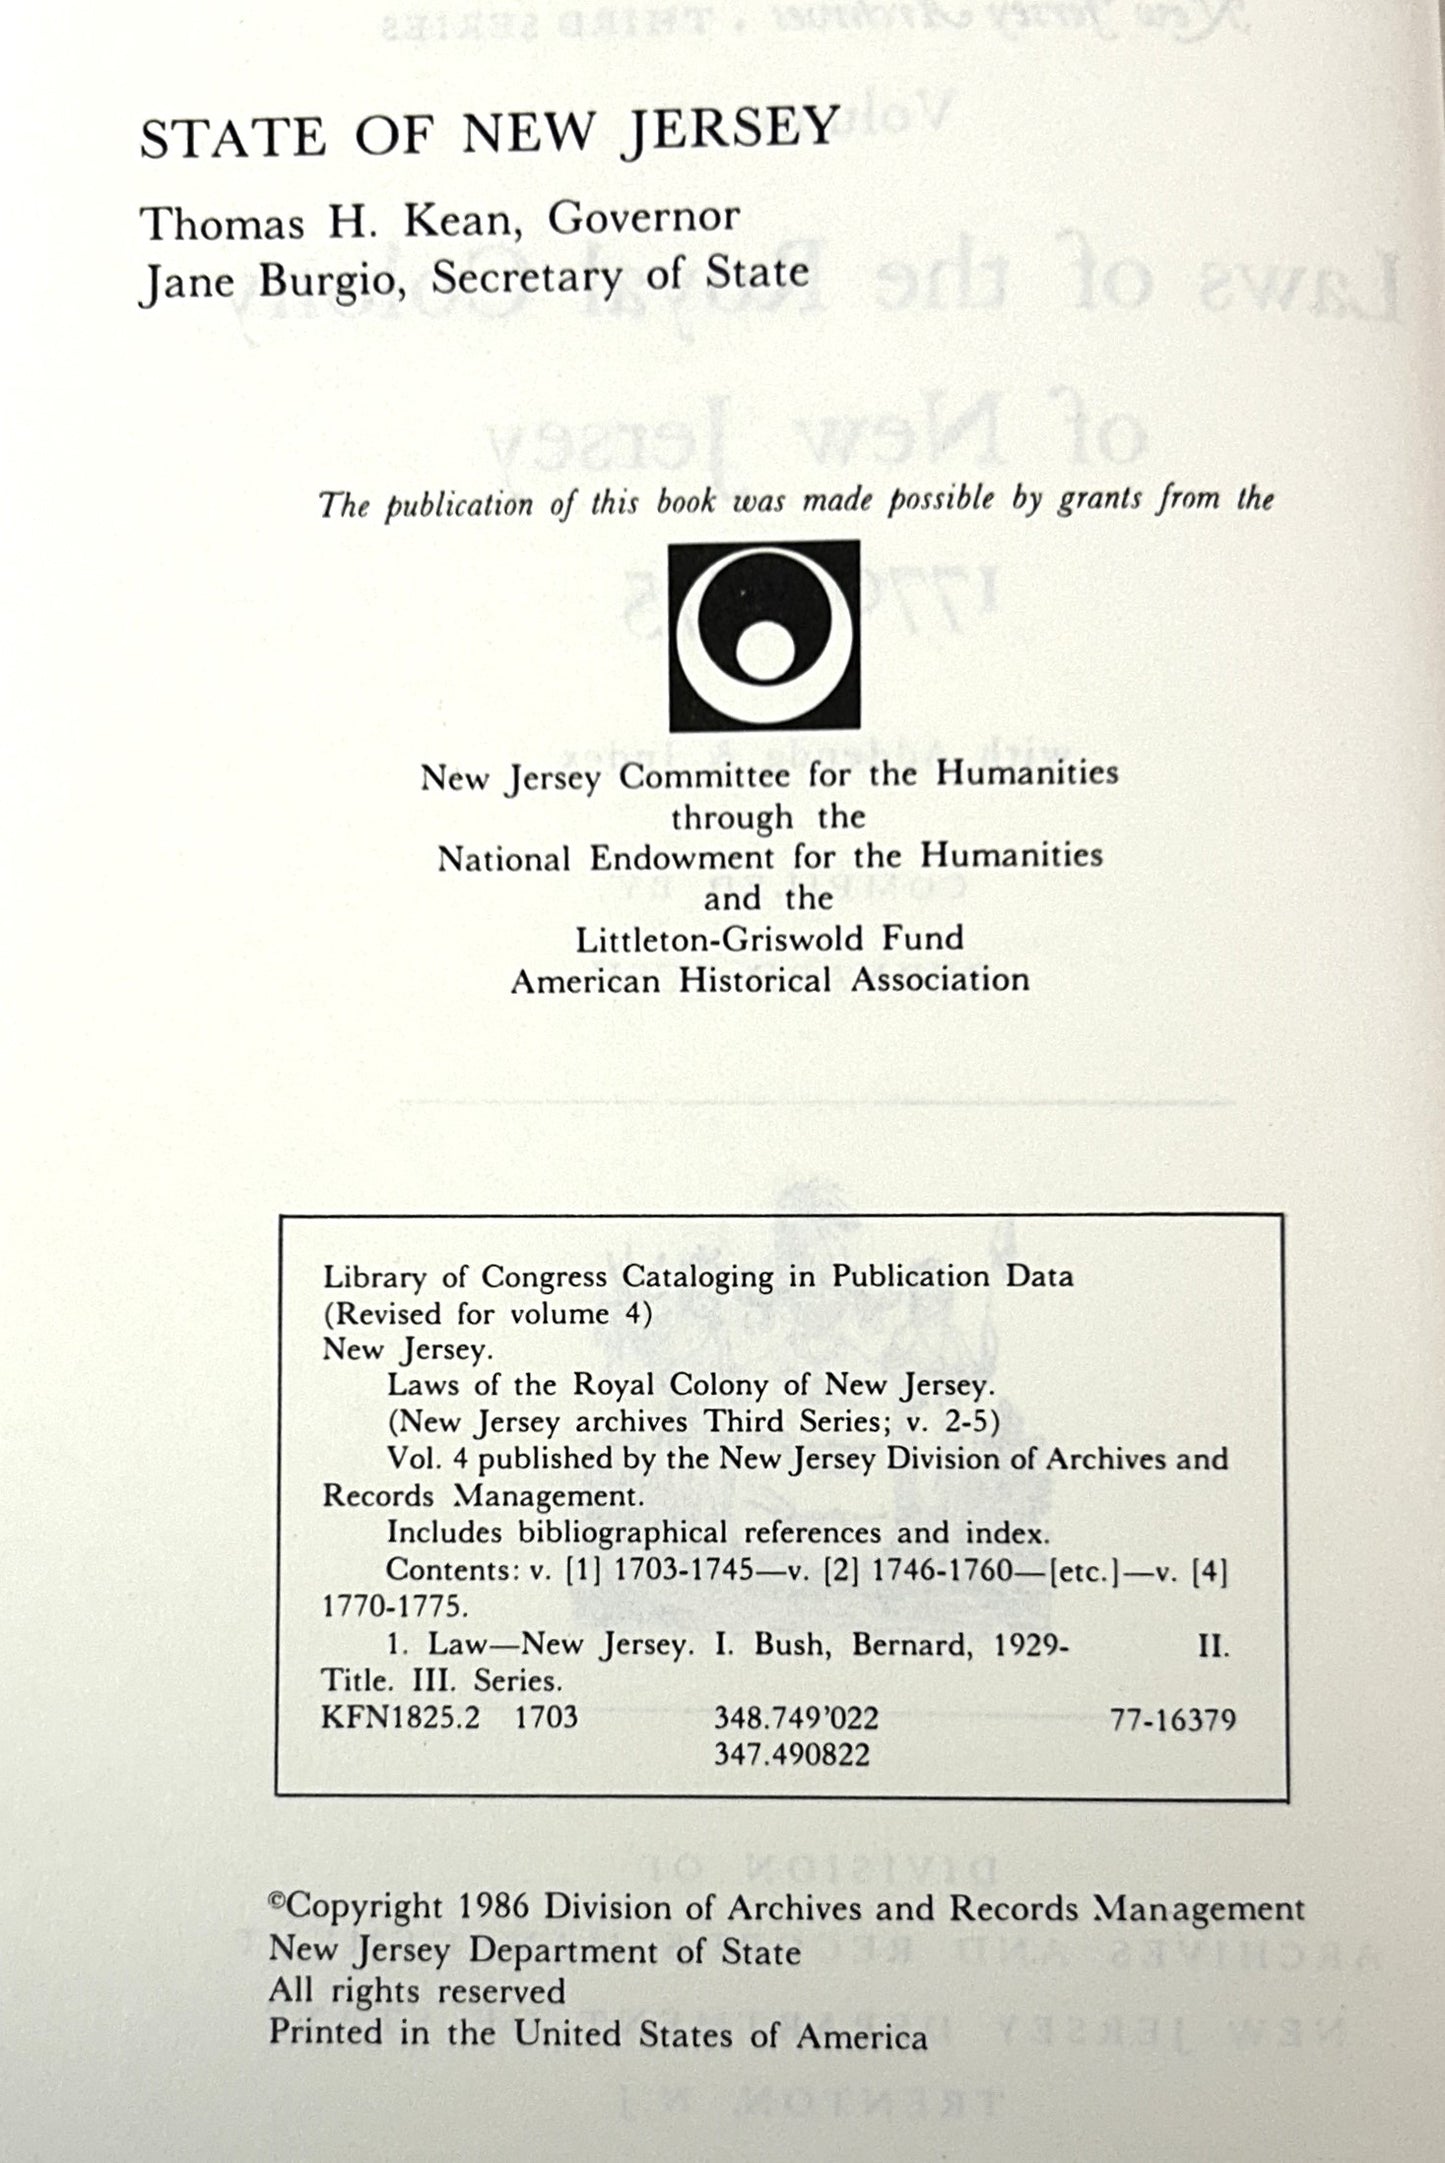 STATE OF NEW JERSEY
Thomas H. Kean, Governor
Jane Burgio, Secretary of State
The publication of this book was made possible by grants from the
New Jersey Committee for the Humanities
through the
National Endowment for the Humanities
and the
Littleton-Griswold Fund
American Historical Association
Library of Congress Cataloging in Publication Data
(Revised for volume 4)
New Jersey.
Laws of the Royal Colony of New Jersey.
(New Jersey archives Third Series; v. 2-5)
Vol. 4 published by the New Jersey Division of Archives and
Records Management.
Includes bibliographical references and index.
Contents: v. [1] 1703-1745—v. [2] 1746-1760—[etc.]—v. [4]
1770-1775.
1. Law—New Jersey. I. Bush, Bernard, 1929- II.
Title. III. Series.
KFN1825.2 1703 348.749’022 77-16379
347.490822
©Copyright 1986 Division of Archives and Records Management
New Jersey Department of State
All rights reserved
Printed in the United States of America